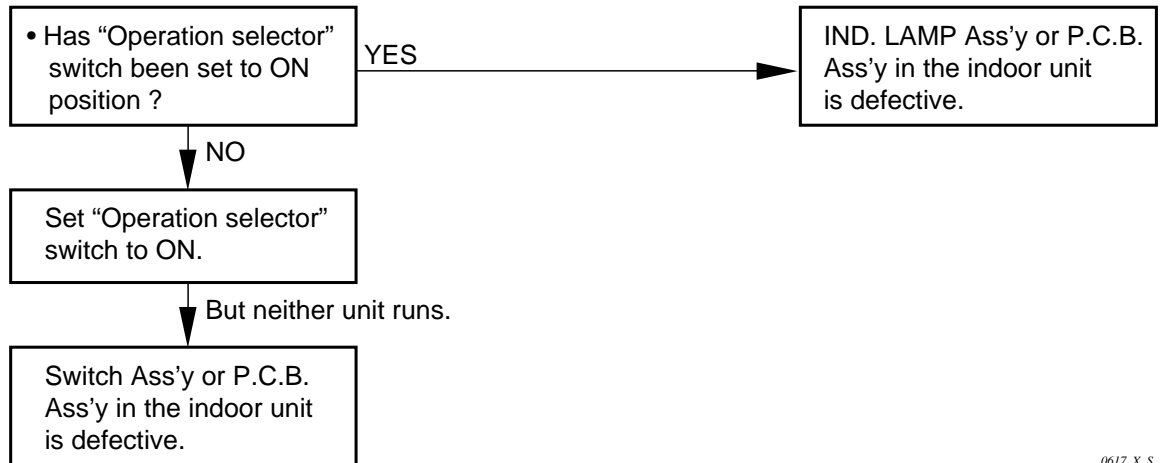 • Has “Operation selector”
switch been set to ON
position ?
YES
IND. LAMP Ass'y or P.C.B.
Ass'y in the indoor unit
is defective.
NO
Set “Operation selector”
switch to ON.
But neither unit runs.
Switch Ass'y or P.C.B.
Ass'y in the indoor unit
is defective.
0617_X_S